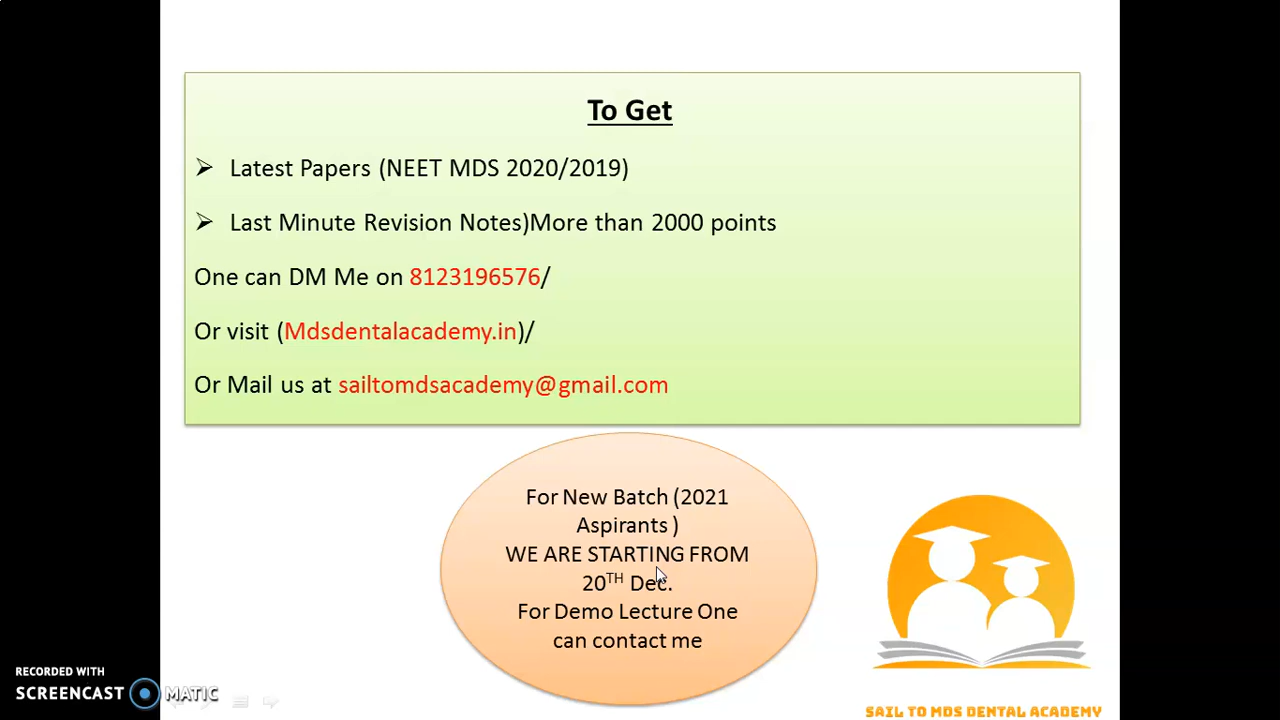 To Get
➢ Latest Papers (NEET MDS 2020/2019)
➢ Last Minute Revision Notes)More than 2000 points
One can DM Me on 8123196576/
Or visit (Mdsdentalacademy.in)/
Or Mail us at sailtomdsacademy@gmail.com
For New Batch (2021
Aspirants )
WE ARE STARTING FROM
20TH Dec.
For Demo Lecture One
can contact me
RECORDED WITH
SCREENCAST MATIC
SAIL TO MDS DENTAL ACADEMY